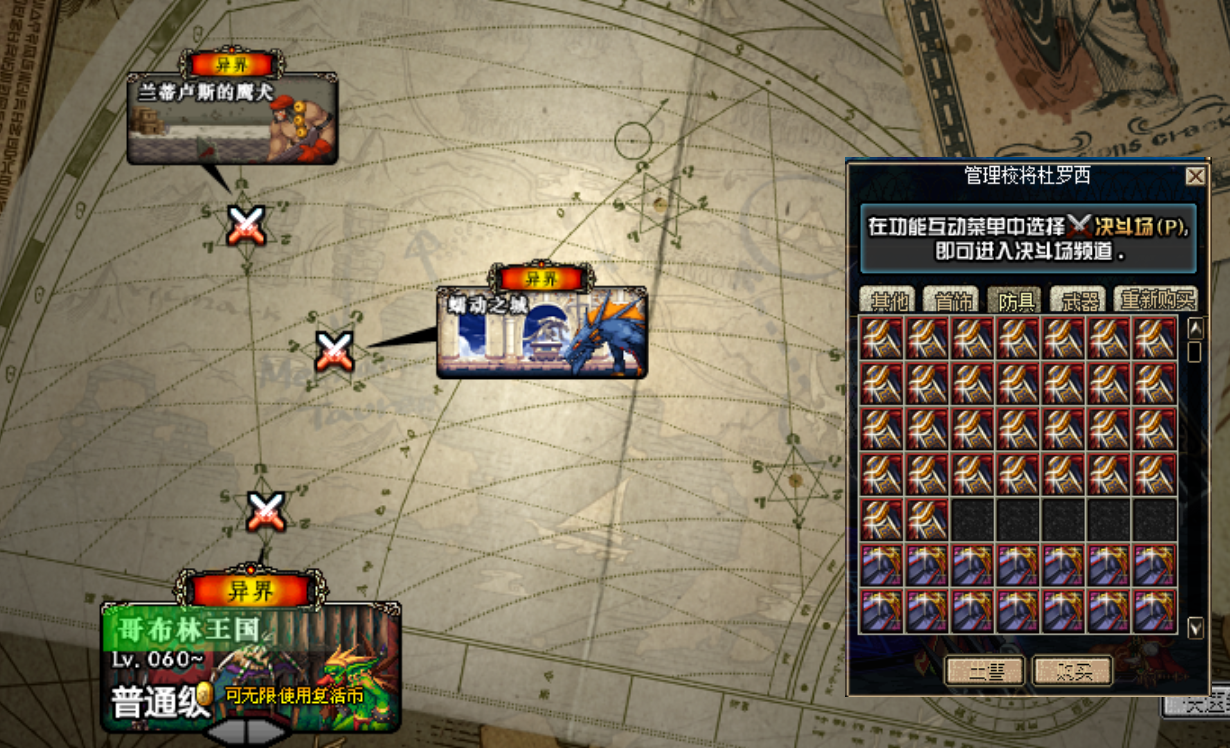 异界
兰蒂卢斯的鹰犬
异界
蠕动之城
异界
哥布林王国
Lv. 060~
普通级
可无限使用复活币
管理校将杜罗西
在功能互动菜单中选择 决斗场(P),
即可进入决斗场频道.
其他 首饰 防具 武器 重新购买
购买